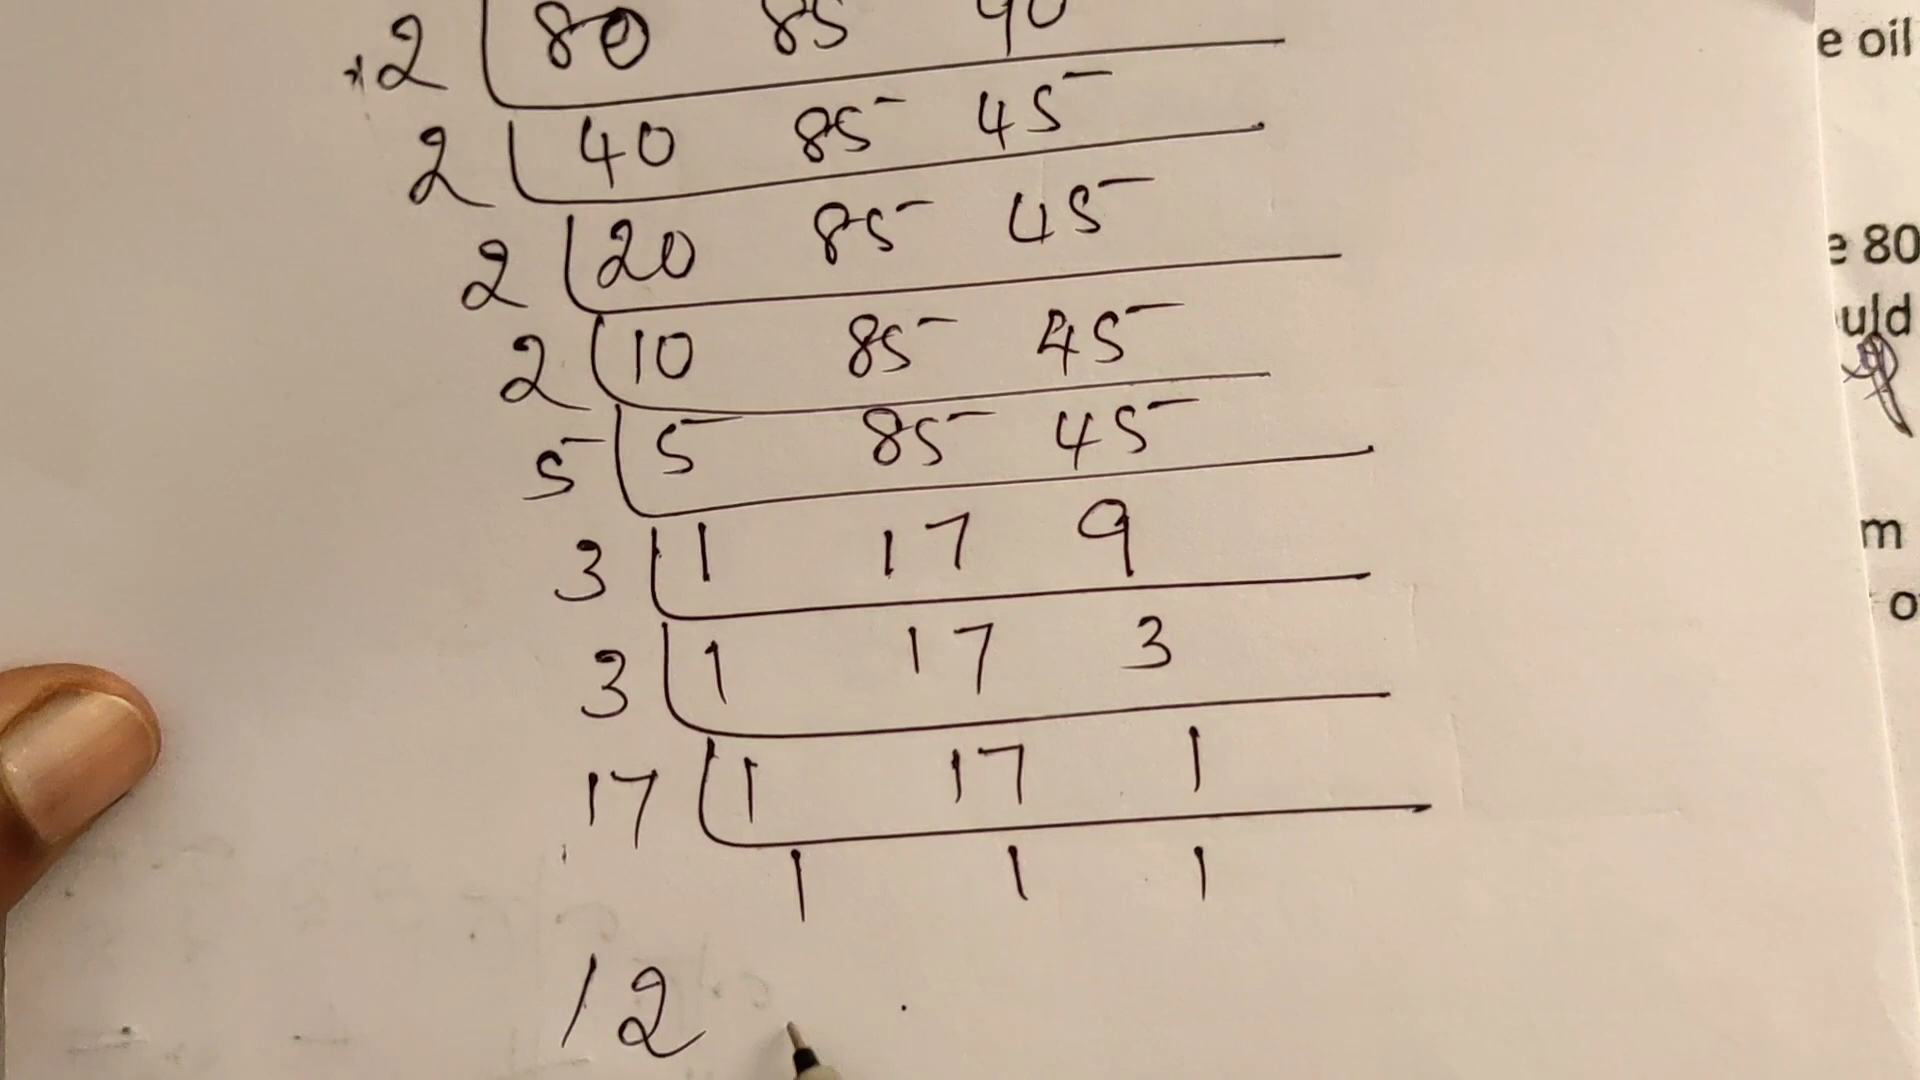 2 80 85 90
2 40 85 45
2 20 85 45
2 10 85 45
5 5 85 45
3 1 17 9
3 1 17 3
17 1 17 1
1 1 1
12
e oil
e 80
uld
m
o